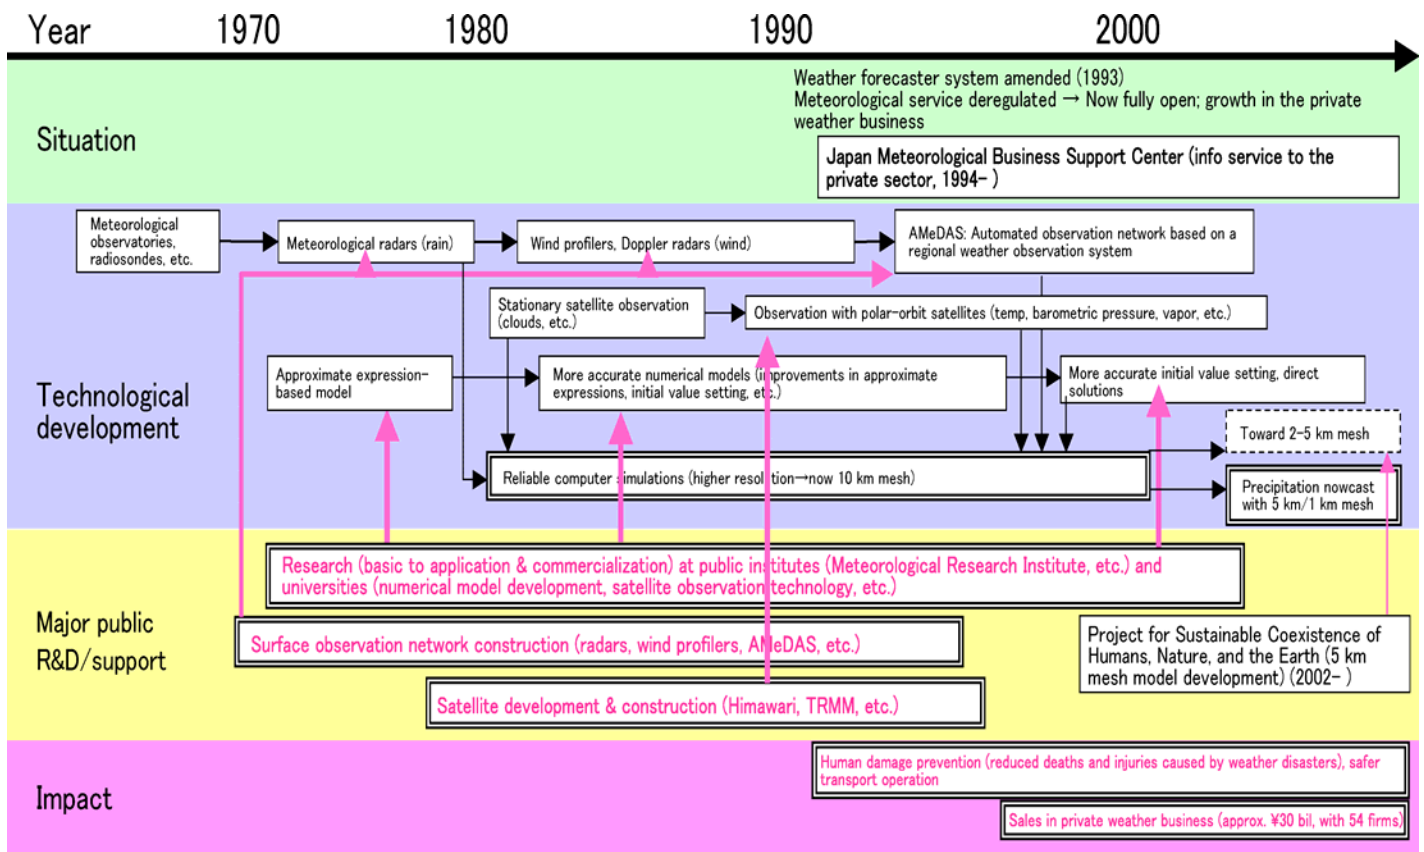 Year 1970 1980 1990 2000
Situation
Weather forecaster system amended (1993)
Meteorological service deregulated → Now fully open; growth in the private
weather business
Japan Meteorological Business Support Center (info service to the
private sector, 1994- )
Technological
development
Meteorological
observatories,
radiosondes, etc.
Meteorological radars (rain)
Wind profilers, Doppler radars (wind)
AMeDAS: Automated observation network based on a
regional weather observation system
Stationary satellite observation
(clouds, etc.)
Observation with polar-orbit satellites (temp, barometric pressure, vapor, etc.)
Approximate expression-
based model
More accurate numerical models (improvements in approximate
expressions, initial value setting, etc.)
More accurate initial value setting, direct
solutions
Toward 2-5 km mesh
Reliable computer simulations (higher resolution→now 10 km mesh)
Precipitation nowcast
with 5 km/1 km mesh
Major public
R&D/support
Research (basic to application & commercialization) at public institutes (Meteorological Research Institute, etc.) and
universities (numerical model development, satellite observation technology, etc.)
Surface observation network construction (radars, wind profilers, AMeDAS, etc.)
Project for Sustainable Coexistence of
Humans, Nature, and the Earth (5 km
mesh model development) (2002- )
Satellite development & construction (Himawari, TRMM, etc.)
Impact
Human damage prevention (reduced deaths and injuries caused by weather disasters), safer
transport operation
Sales in private weather business (approx. ¥30 bil, with 54 firms)